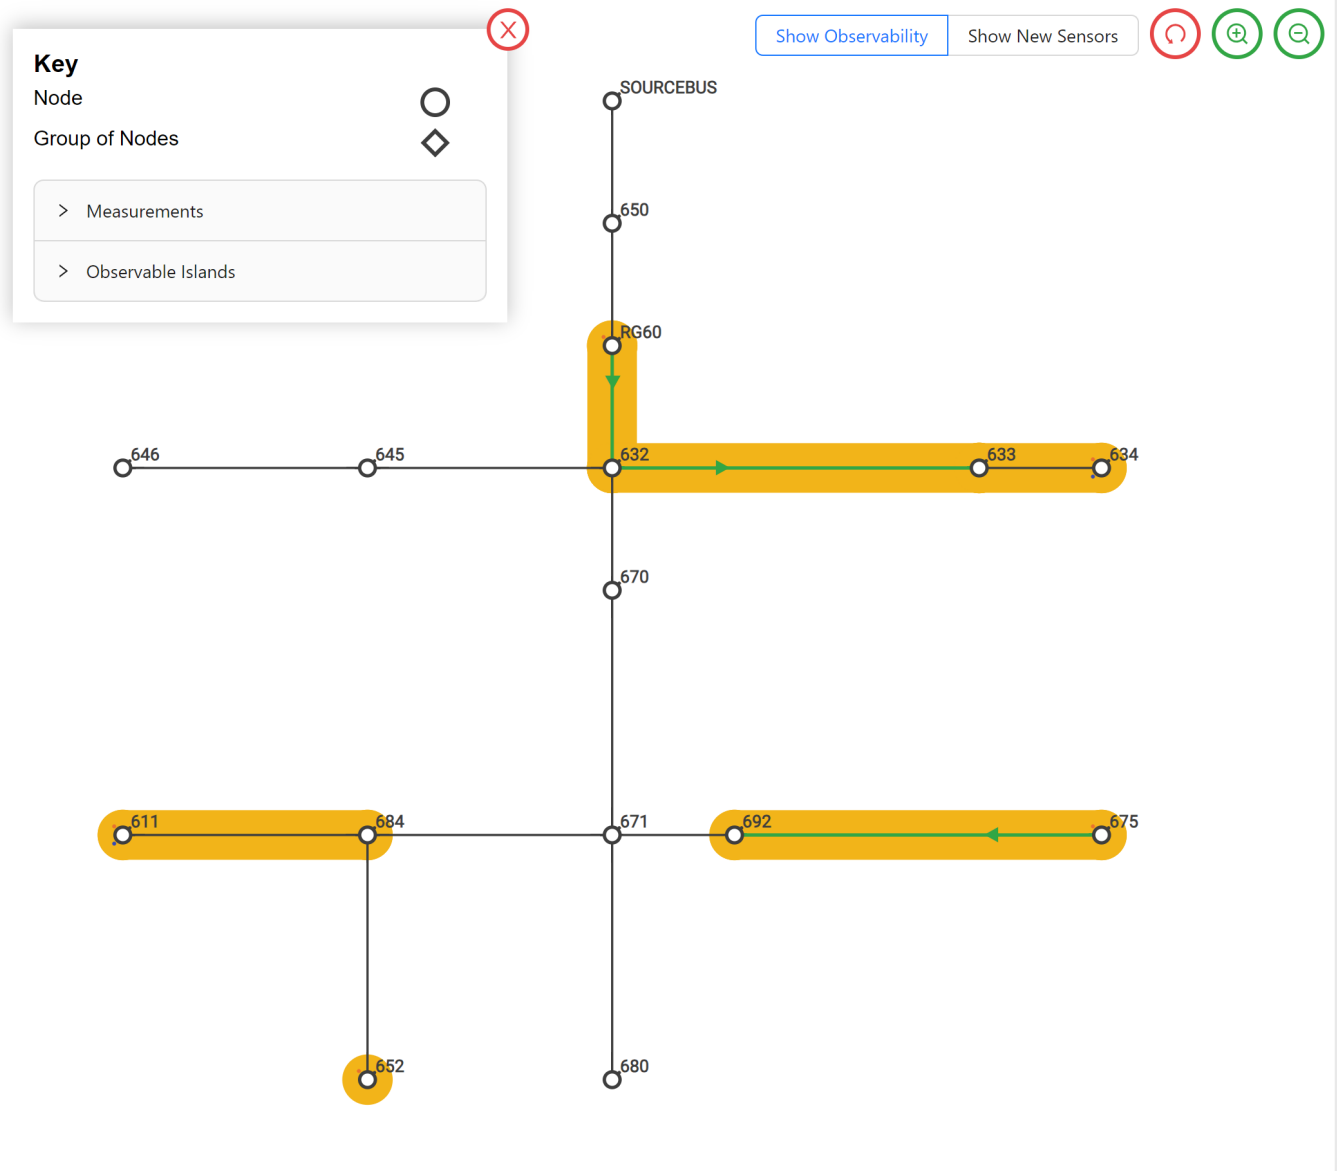 Key
Node
Group of Nodes
Measurements
Observable Islands
Show Observability
Show New Sensors
SOURCEBUS
650
RG60
646
645
632
633
634
670
611
684
671
692
675
652
680